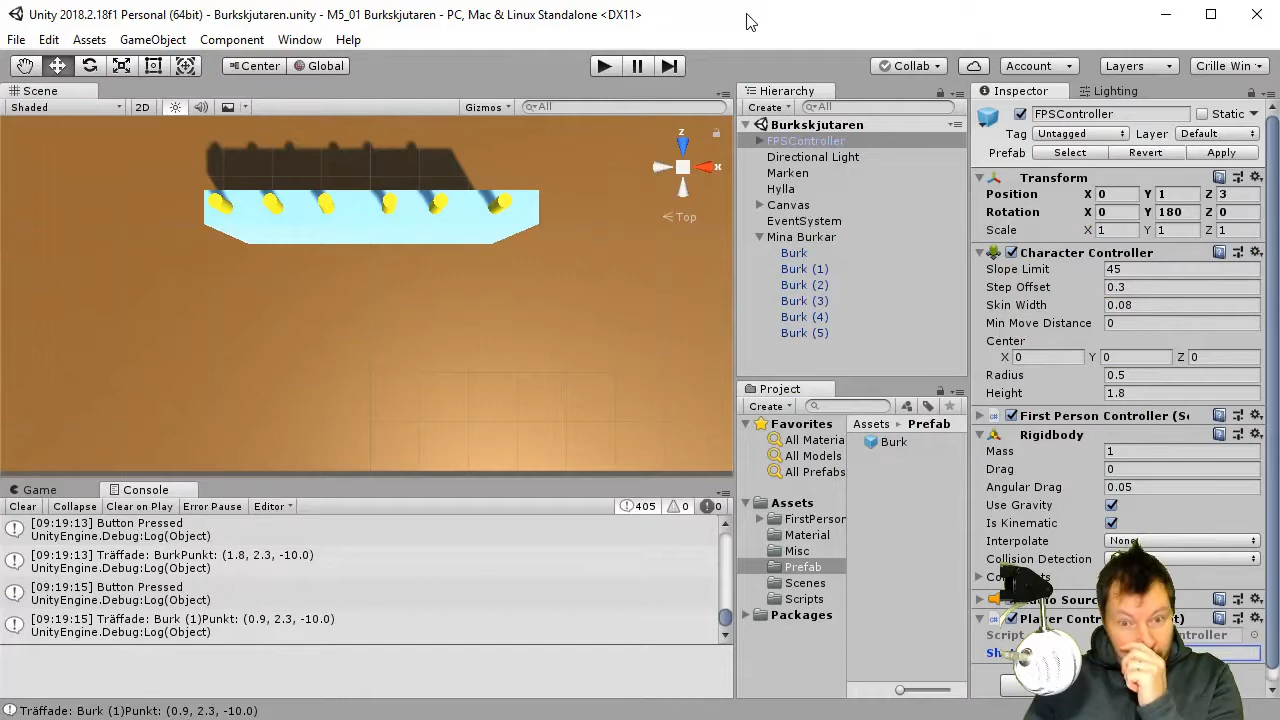 Unity 2018.2.18f1 Personal (64bit) - Burkskjutaren.unity - M5_01 Burkskjutaren - PC, Mac & Linux Standalone <DX11>
File Edit Assets GameObject Component Window Help
Center Global Collab Account Layers Crille Win
Scene
Shaded 2D Gizmos All
z
x
Top
Hierarchy
Create All
Burkskjutaren
FPSController
Directional Light
Marken
Hylla
Canvas
EventSystem
Mina Burkar
Burk
Burk (1)
Burk (2)
Burk (3)
Burk (4)
Burk (5)
Project
Create
Favorites
All Materia
All Models
All Prefabs
Assets
FirstPerson
Material
Misc
Prefab
Scenes
Scripts
Packages
Assets Prefab
Burk
Inspector Lighting
FPSController Static
Tag Untagged Layer Default
Prefab Select Revert Apply
Transform
Position X 0 Y 1 Z 3
Rotation X 0 Y 180 Z 0
Scale X 1 Y 1 Z 1
Character Controller
Slope Limit 45
Step Offset 0.3
Skin Width 0.08
Min Move Distance 0
Center
X 0 Y 0 Z 0
Radius 0.5
Height 1.8
First Person Controller (S
Rigidbody
Mass 1
Drag 0
Angular Drag 0.05
Use Gravity
Is Kinematic
Interpolate None
Collision Detection
Script
Game Console
Clear Collapse Clear on Play Error Pause Editor 405 0 0
[09:19:13] Button Pressed
UnityEngine.Debug:Log(Object)
[09:19:13] Träffade: BurkPunkt: (1.8, 2.3, -10.0)
UnityEngine.Debug:Log(Object)
[09:19:15] Button Pressed
UnityEngine.Debug:Log(Object)
[09:19:15] Träffade: Burk (1)Punkt: (0.9, 2.3, -10.0)
UnityEngine.Debug:Log(Object)
Träffade: Burk (1)Punkt: (0.9, 2.3, -10.0)